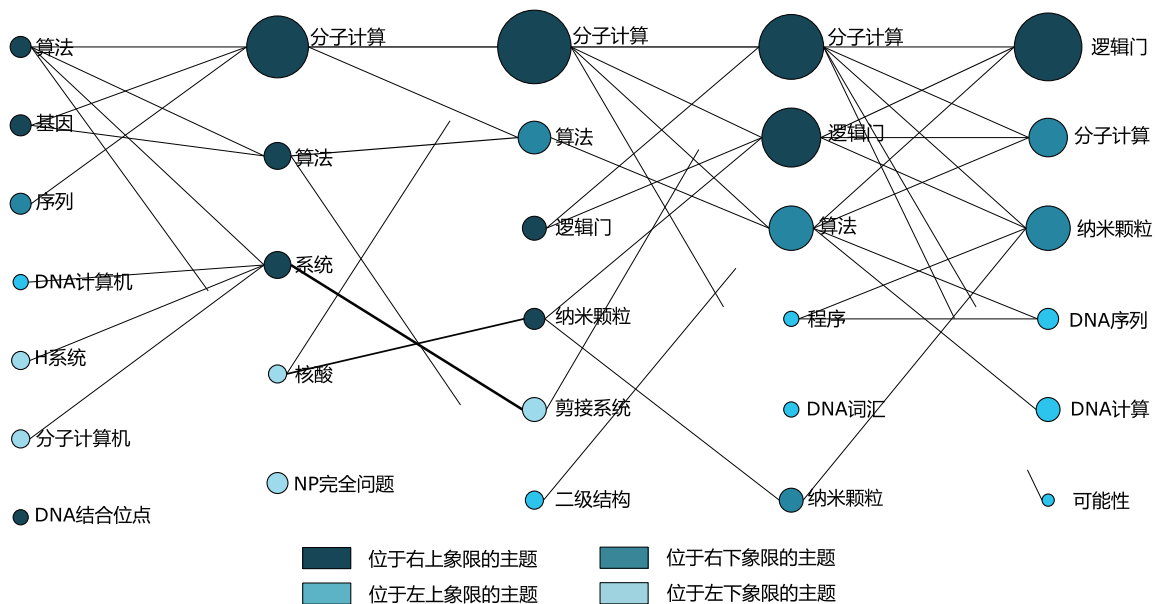 算法
基因
序列
DNA计算机
H系统
分子计算机
DNA结合位点
分子计算
算法
系统
核酸
NP完全问题
分子计算
算法
逻辑门
纳米颗粒
剪接系统
二级结构
分子计算
逻辑门
算法
程序
DNA词汇
纳米颗粒
逻辑门
分子计算
纳米颗粒
DNA序列
DNA计算
可能性
位于右上象限的主题
位于右下象限的主题
位于左上象限的主题
位于左下象限的主题